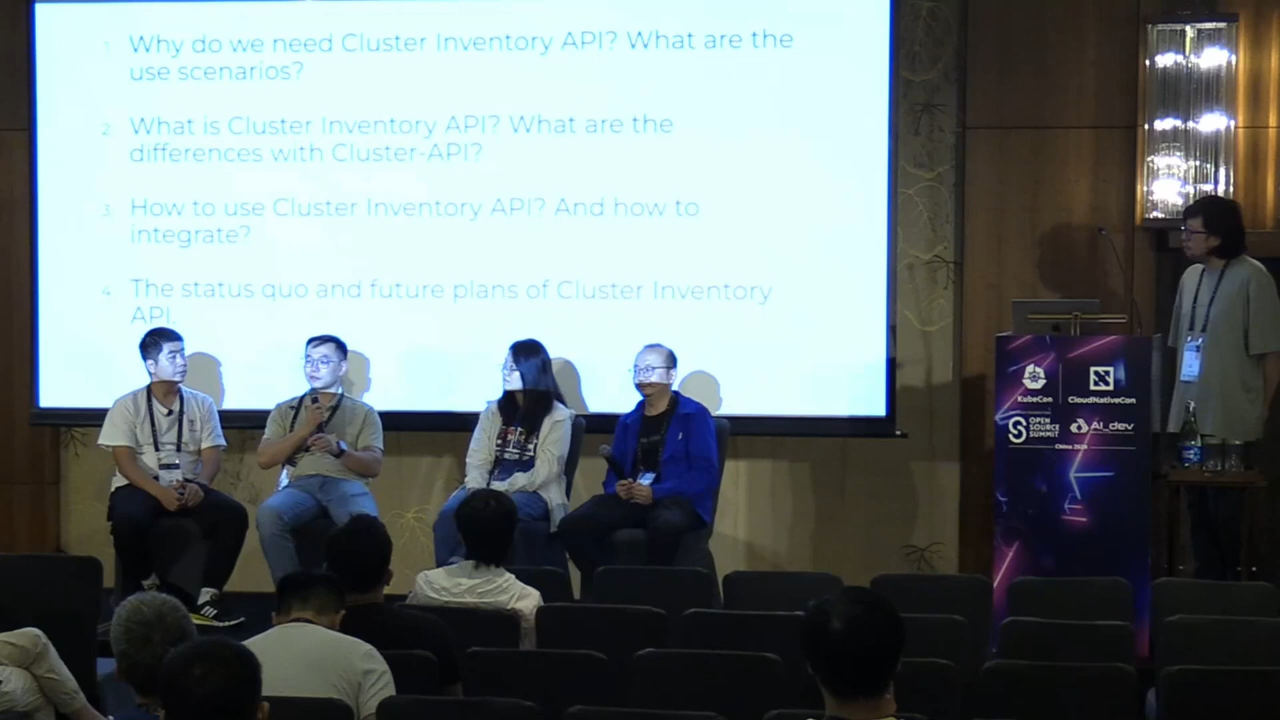 1. Why do we need Cluster Inventory API? What are the
use scenarios?
2. What is Cluster Inventory API? What are the
differences with Cluster-API?
3. How to use Cluster Inventory API? And how to
integrate?
4. The status quo and future plans of Cluster Inventory
API.
KubeCon
CloudNativeCon
OPEN
SOURCE
SUMMIT
AI_dev
China 2024